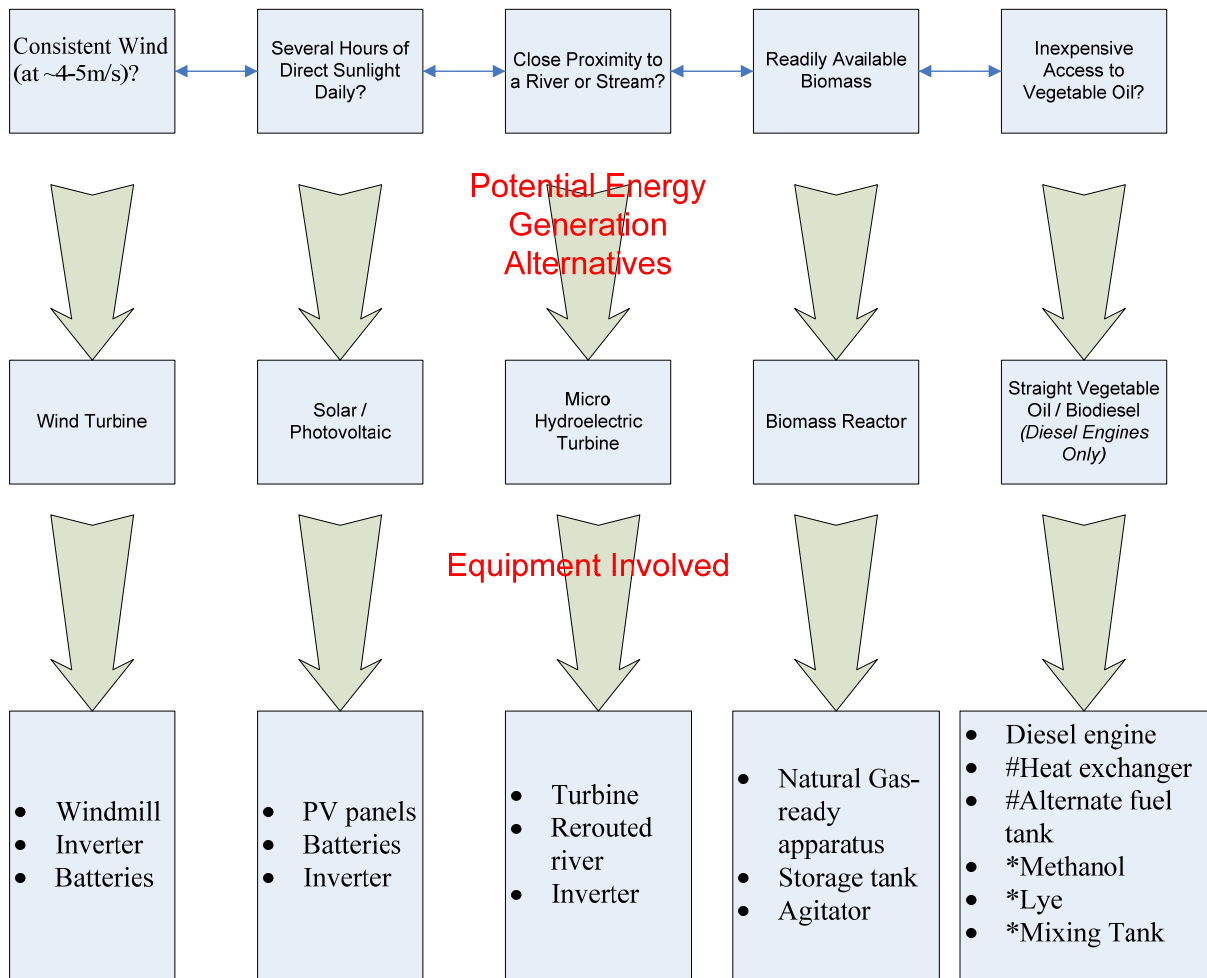 Consistent Wind
(at ~4-5m/s)?
Several Hours of
Direct Sunlight
Daily?
Close Proximity to
a River or Stream?
Readily Available
Biomass
Inexpensive
Access to
Vegetable Oil?
Potential Energy
Generation
Alternatives
Wind Turbine
Solar /
Photovoltaic
Micro
Hydroelectric
Turbine
Biomass Reactor
Straight Vegetable
Oil / Biodiesel
(Diesel Engines
Only)
Equipment Involved
• Windmill
• Inverter
• Batteries
• PV panels
• Batteries
• Inverter
• Turbine
• Rerouted
river
• Inverter
• Natural Gas-
ready
apparatus
• Storage tank
• Agitator
• Diesel engine
• #Heat exchanger
• #Alternate fuel
tank
• *Methanol
• *Lye
• *Mixing Tank